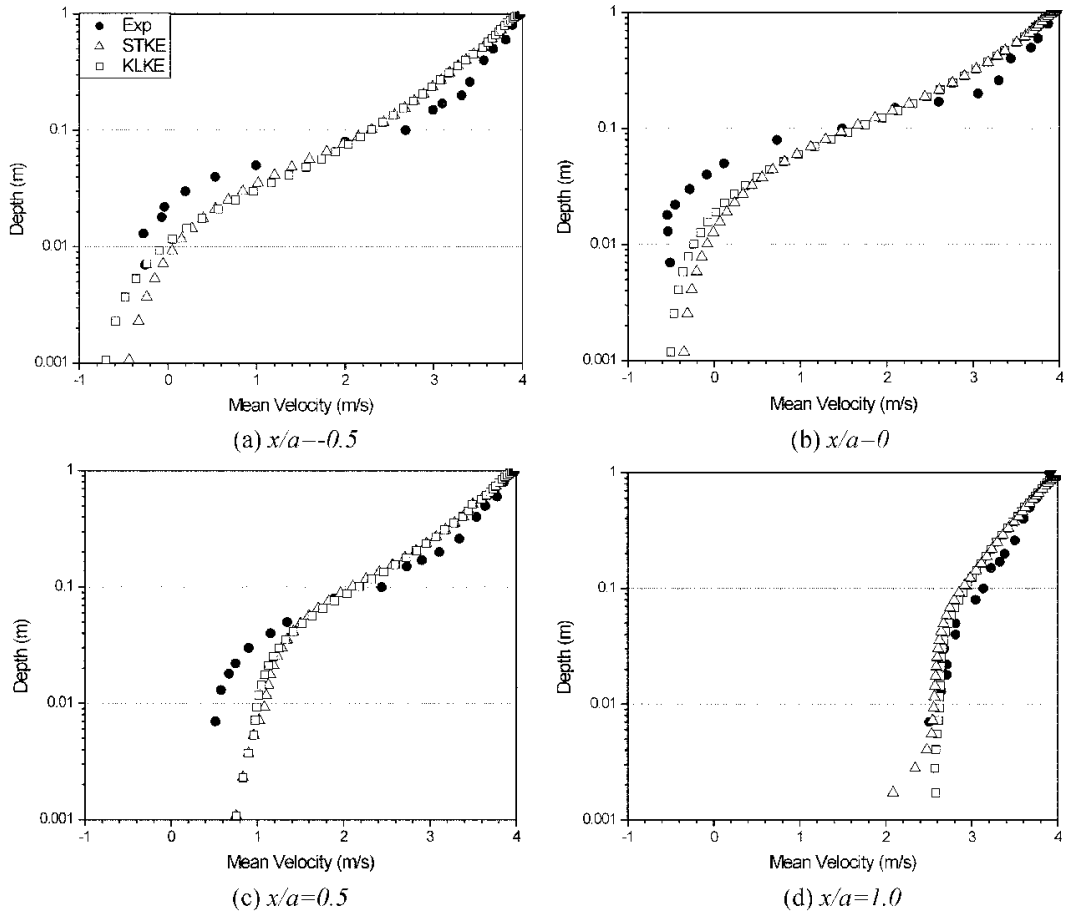 1
Exp
STKE
KLKE
0.1
0.01
0.001
Depth (m)
-1 0 1 2 3 4
Mean Velocity (m/s)
(a) x/a=-0.5
1
0.1
0.01
0.001
Depth (m)
-1 0 1 2 3 4
Mean Velocity (m/s)
(b) x/a=0
1
0.1
0.01
0.001
Depth (m)
-1 0 1 2 3 4
Mean Velocity (m/s)
(c) x/a=0.5
1
0.1
0.01
0.001
Depth (m)
-1 0 1 2 3 4
Mean Velocity (m/s)
(d) x/a=1.0